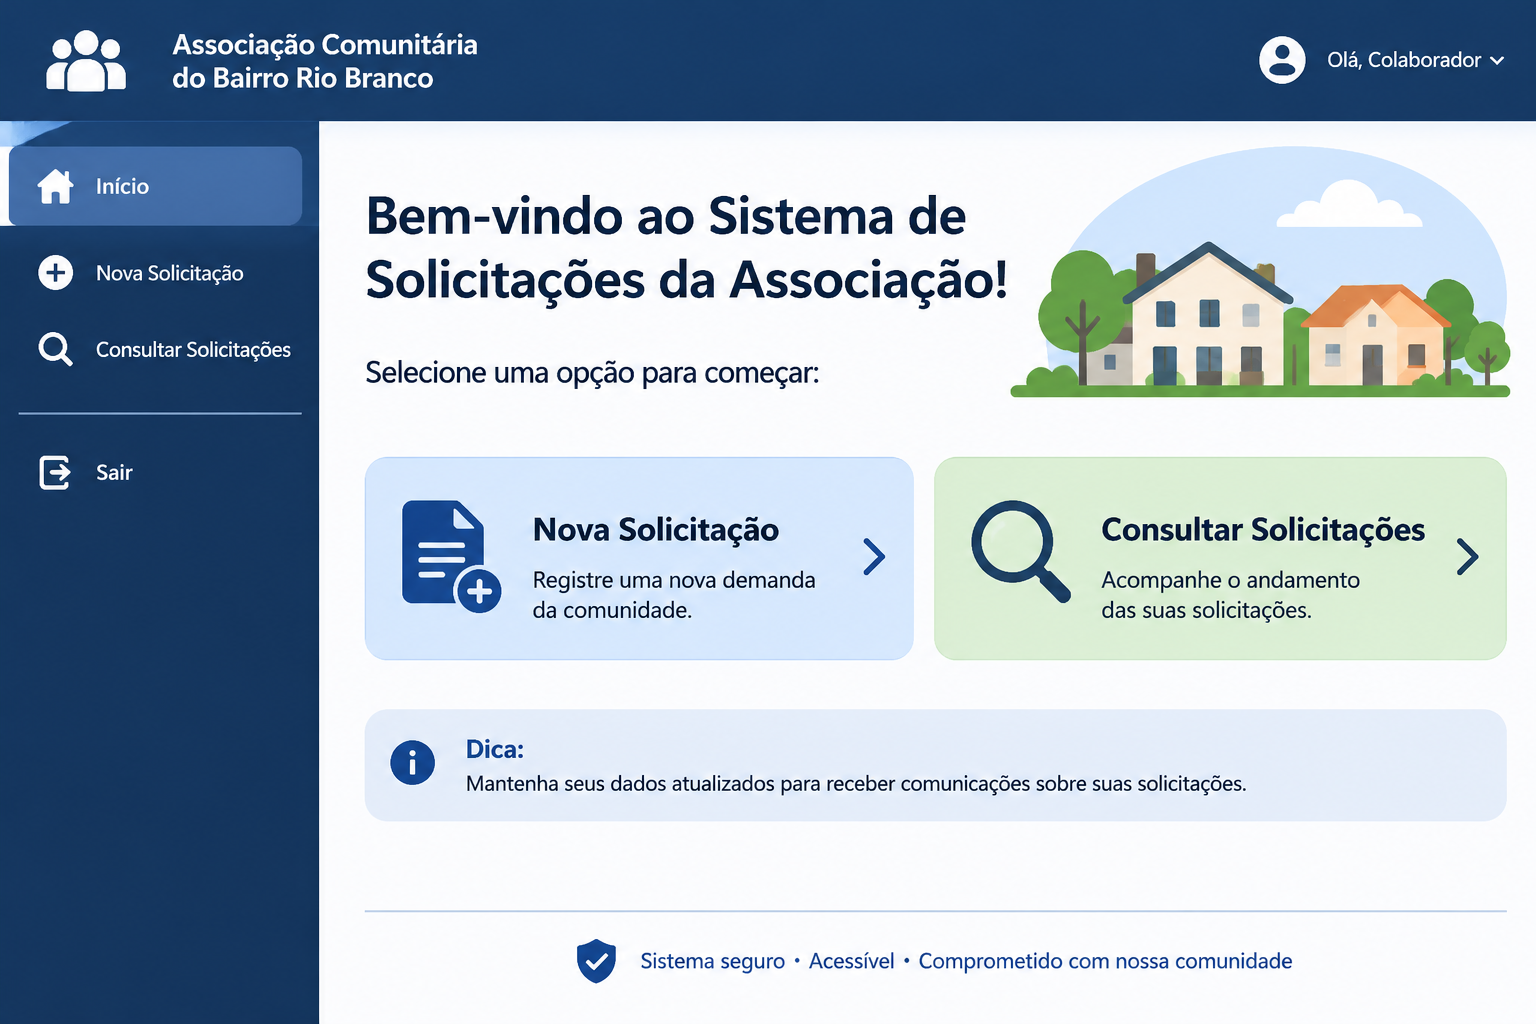 Associação Comunitária
do Bairro Rio Branco
Olá, Colaborador
Início
Nova Solicitação
Consultar Solicitações
Sair
Bem-vindo ao Sistema de
Solicitações da Associação!
Selecione uma opção para começar:
Nova Solicitação
Registre uma nova demanda
da comunidade.
Consultar Solicitações
Acompanhe o andamento
das suas solicitações.
Dica:
Mantenha seus dados atualizados para receber comunicações sobre suas solicitações.
Sistema seguro • Acessível • Comprometido com nossa comunidade